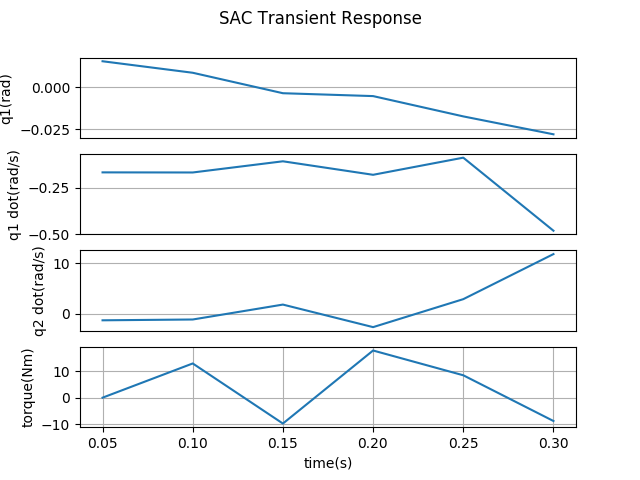 SAC Transient Response
q1(rad)
0.000
−0.025
q1 dot(rad/s)
−0.25
−0.50
q2 dot(rad/s)
10
0
torque(Nm)
10
0
−10
0.05 0.10 0.15 0.20 0.25 0.30
time(s)